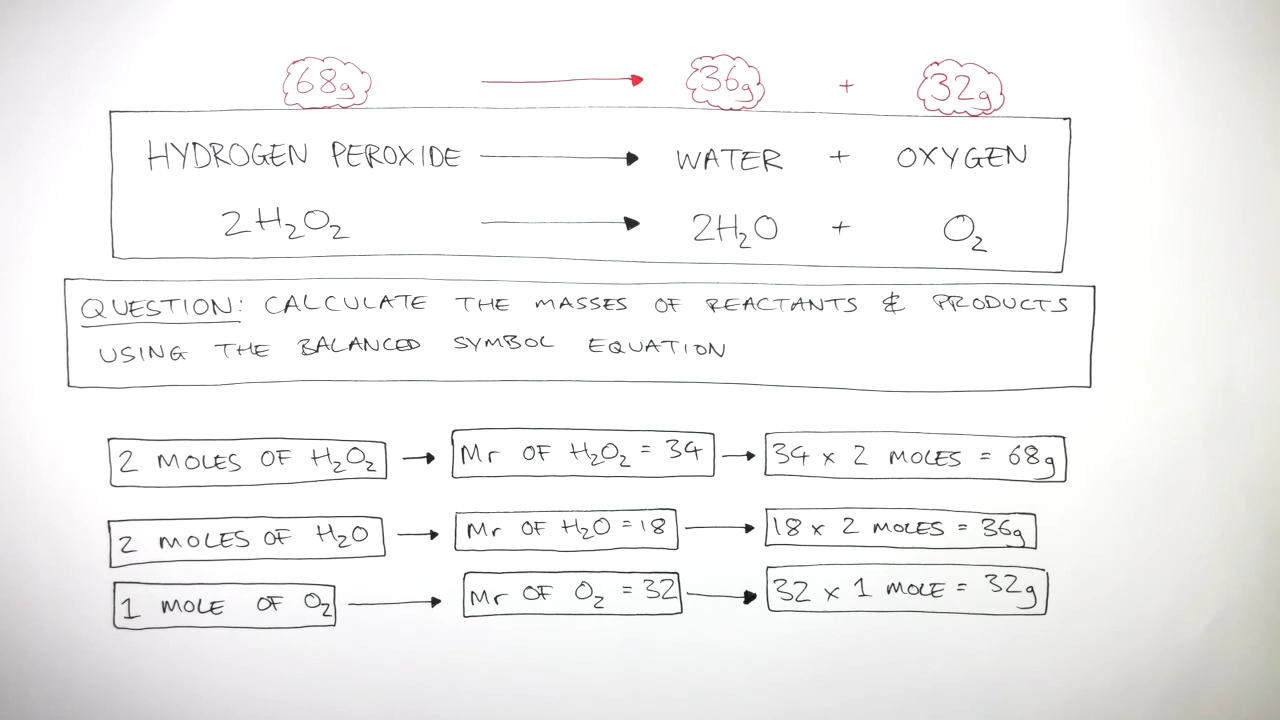 68g → 36g + 32g
HYDROGEN PEROXIDE → WATER + OXYGEN
2H₂O₂ → 2H₂O + O₂
QUESTION: CALCULATE THE MASSES OF REACTANTS & PRODUCTS
USING THE BALANCED SYMBOL EQUATION
2 MOLES OF H₂O₂ → Mr OF H₂O₂ = 34 → 34 x 2 MOLES = 68g
2 MOLES OF H₂O → Mr OF H₂O = 18 → 18 x 2 MOLES = 36g
1 MOLE OF O₂ → Mr OF O₂ = 32 → 32 x 1 MOLE = 32g